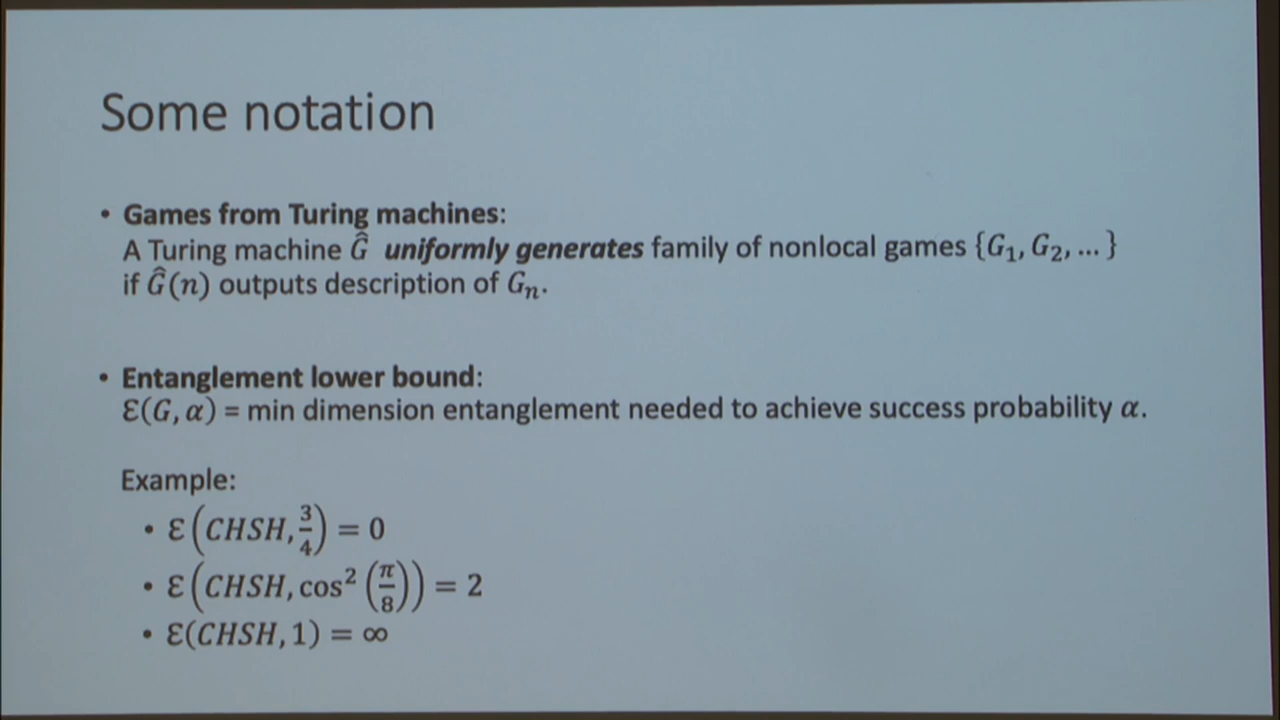 Some notation
• Games from Turing machines:
A Turing machine Ĝ uniformly generates family of nonlocal games {G₁, G₂, … }
if Ĝ(n) outputs description of Gₙ.
• Entanglement lower bound:
ℇ(G, α) = min dimension entanglement needed to achieve success probability α.
Example:
• ℇ(CHSH, 3/4) = 0
• ℇ(CHSH, cos² (π/8)) = 2
• ℇ(CHSH, 1) = ∞